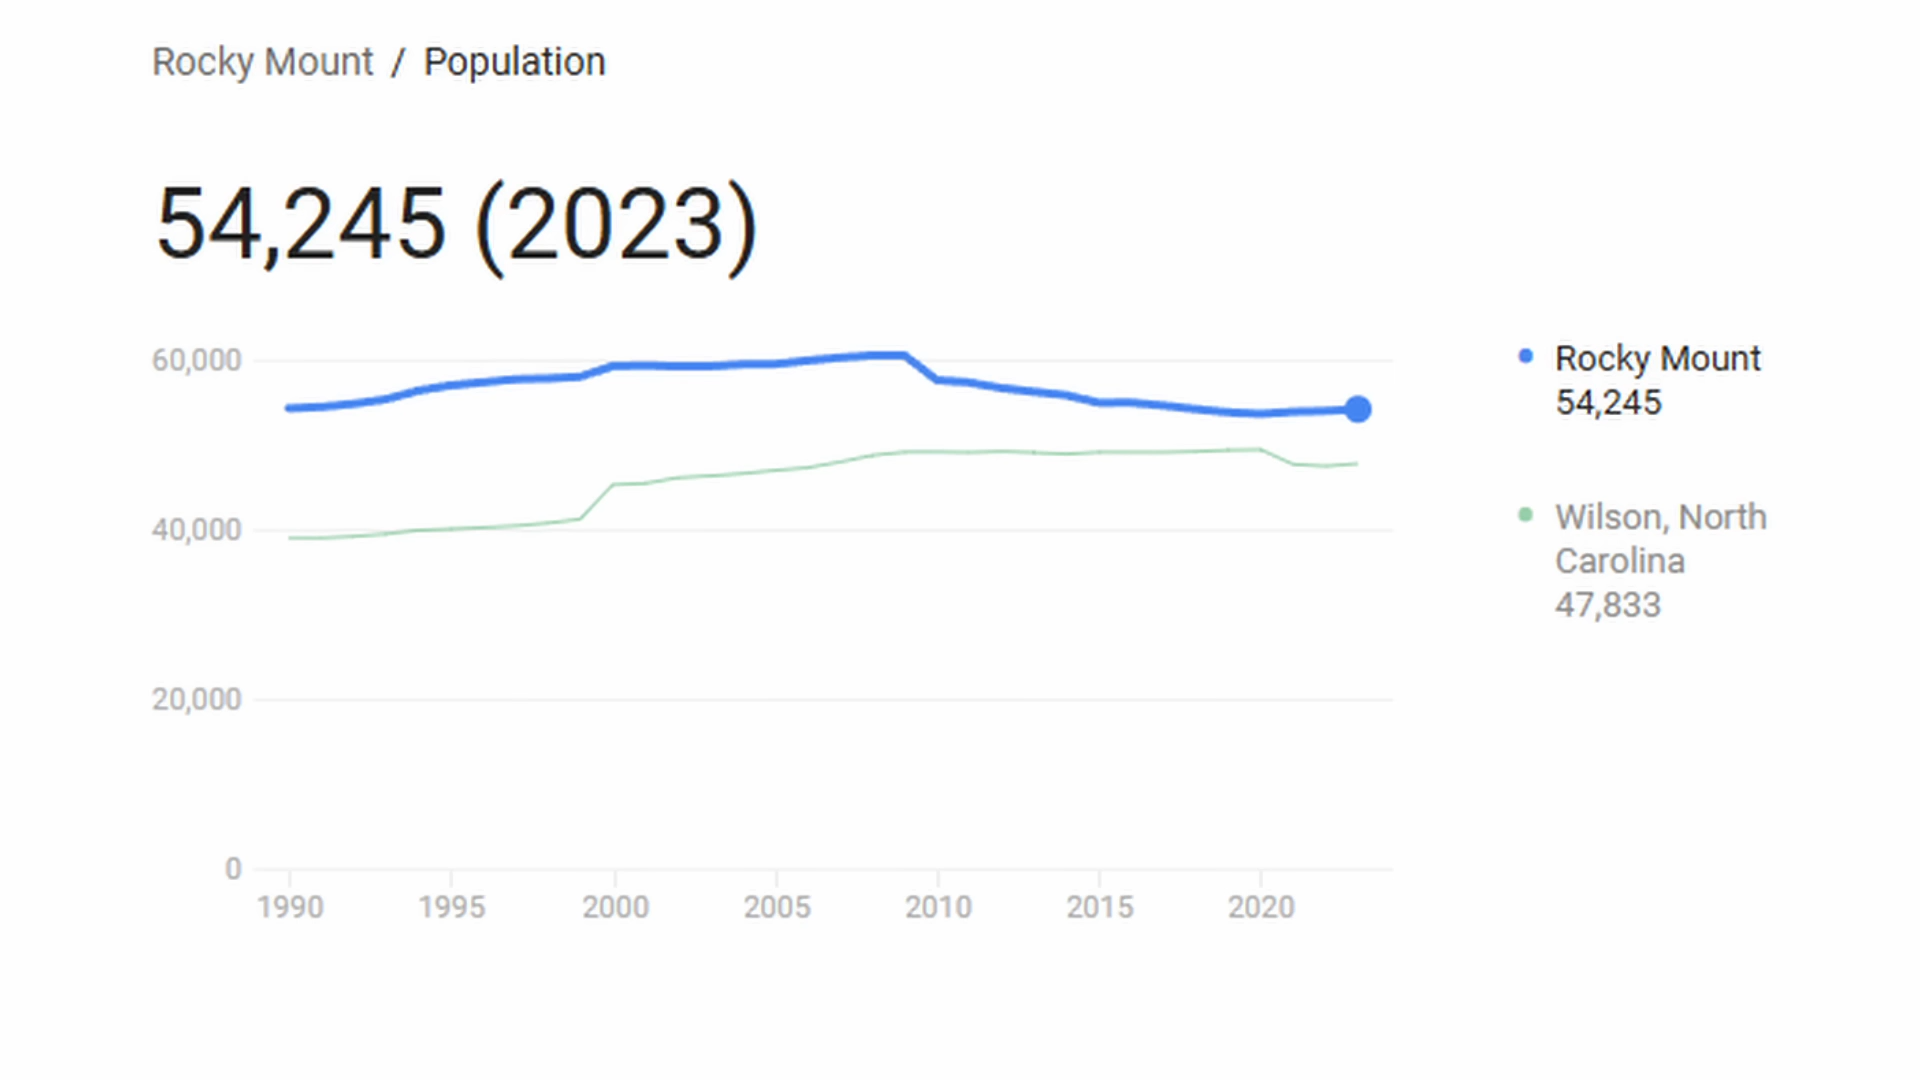 Rocky Mount / Population
54,245 (2023)
60,000
40,000
20,000
0
1990 1995 2000 2005 2010 2015 2020
Rocky Mount
54,245
Wilson, North
Carolina
47,833